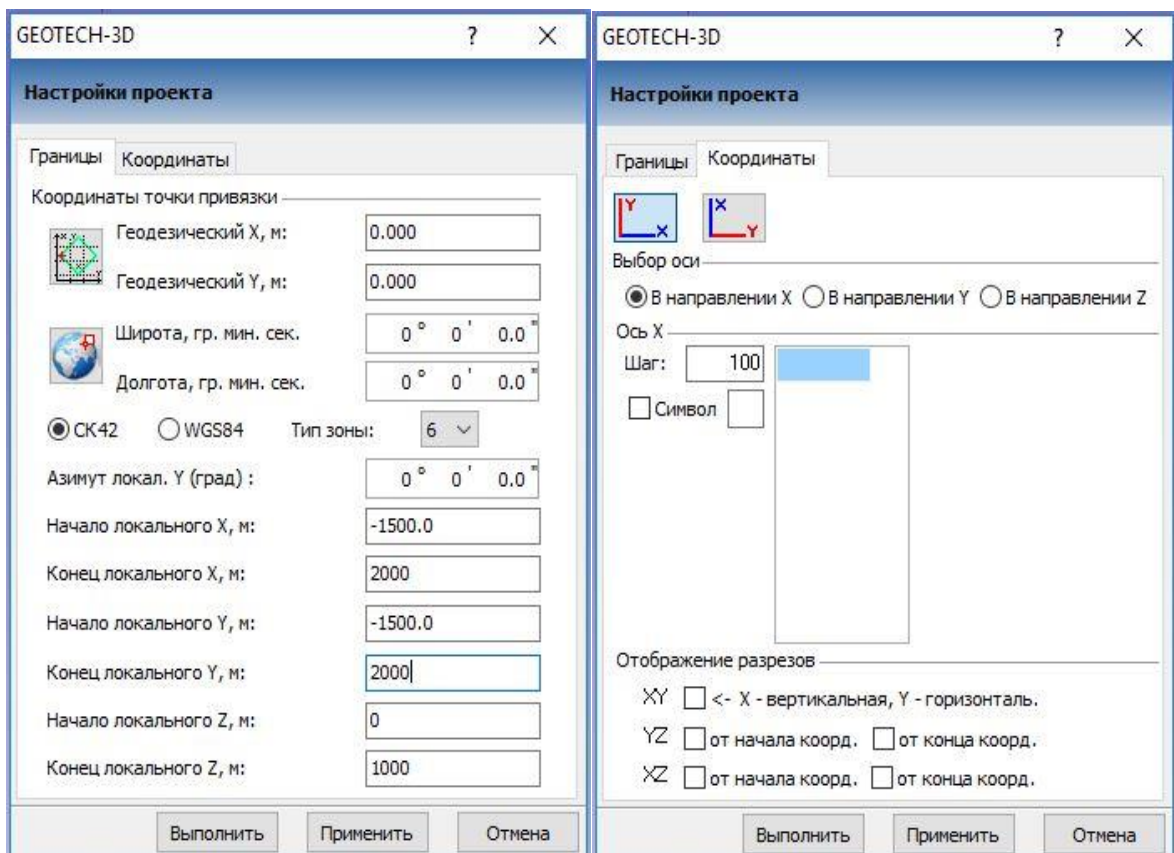 GEOTECH-3D ? X
Настройки проекта
Границы Координаты
Координаты точки привязки
Геодезический X, м: 0.000
Геодезический Y, м: 0.000
Широта, гр. мин. сек. 0° 0' 0.0"
Долгота, гр. мин. сек. 0° 0' 0.0"
СК42 WGS84 Тип зоны: 6
Азимут локал. Y (град) : 0° 0' 0.0"
Начало локального X, м: -1500.0
Конец локального X, м: 2000
Начало локального Y, м: -1500.0
Конец локального Y, м: 2000
Начало локального Z, м: 0
Конец локального Z, м: 1000
Выполнить Применить Отмена
GEOTECH-3D ? X
Настройки проекта
Границы Координаты
Y X X Y
Выбор оси
В направлении X В направлении Y В направлении Z
Ось X
Шаг: 100
Символ
Отображение разрезов
XY <- X - вертикальная, Y - горизонталь.
YZ от начала коорд. от конца коорд.
XZ от начала коорд. от конца коорд.
Выполнить Применить Отмена